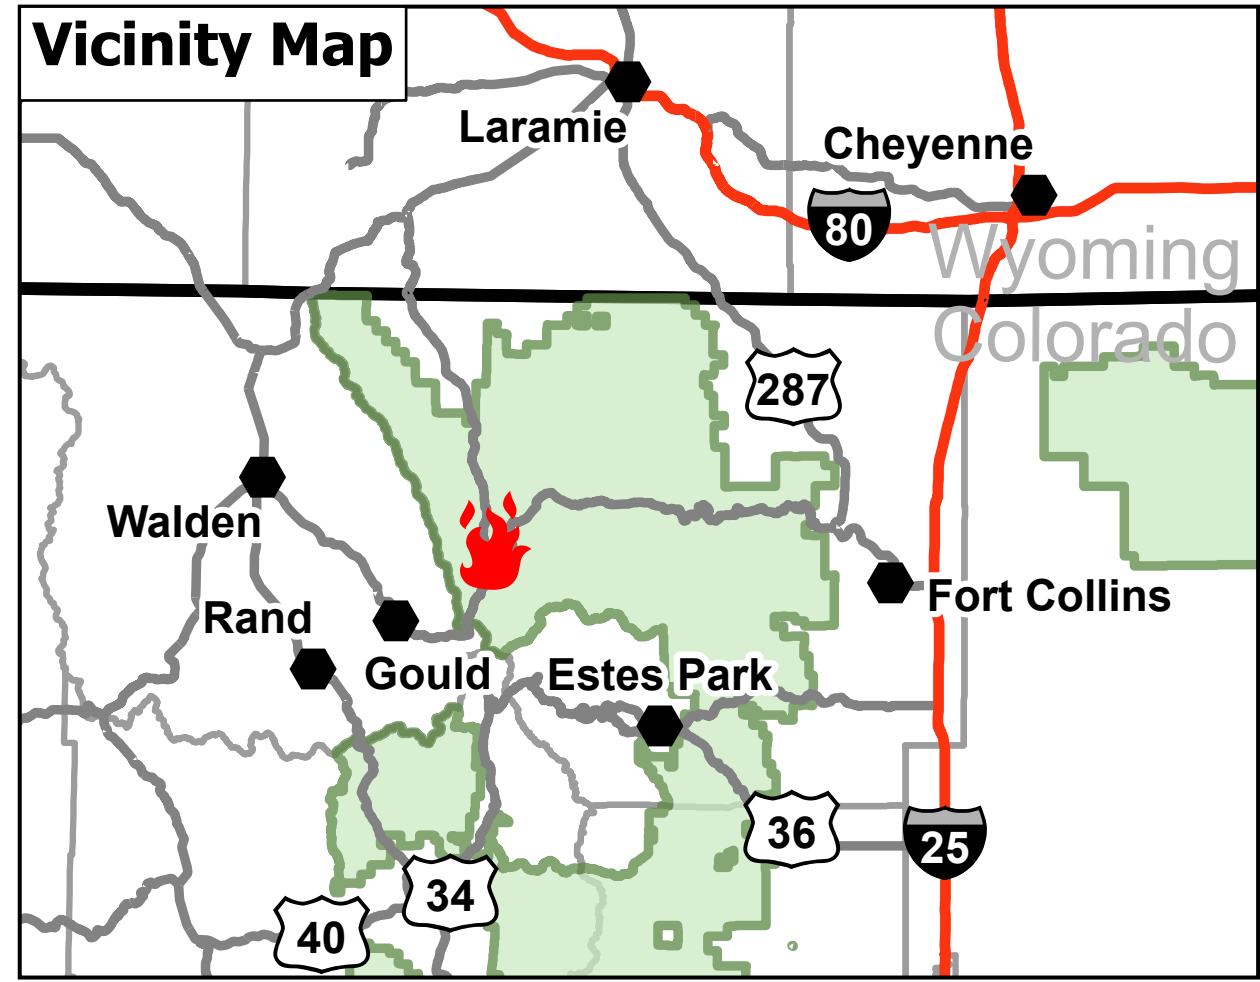 Vicinity Map
Laramie
Cheyenne
80
Wyoming
Colorado
287
Walden
Fort Collins
Rand
Gould
Estes Park
36
25
34
40